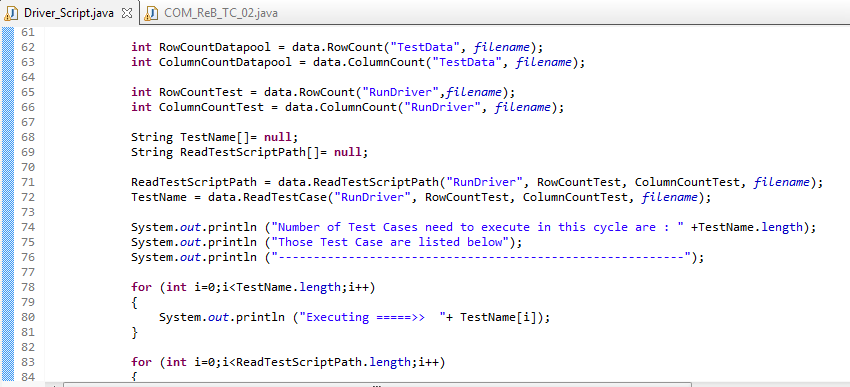 Driver_Script.java COM_ReB_TC_02.java
61
62 int RowCountDatapool = data.RowCount("TestData", filename);
63 int ColumnCountDatapool = data.ColumnCount("TestData", filename);
64
65 int RowCountTest = data.RowCount("RunDriver",filename);
66 int ColumnCountTest = data.ColumnCount("RunDriver", filename);
67
68 String TestName[]= null;
69 String ReadTestScriptPath[]= null;
70
71 ReadTestScriptPath = data.ReadTestScriptPath("RunDriver", RowCountTest, ColumnCountTest, filename);
72 TestName = data.ReadTestCase("RunDriver", RowCountTest, ColumnCountTest, filename);
73
74 System.out.println ("Number of Test Cases need to execute in this cycle are : " +TestName.length);
75 System.out.println ("Those Test Case are listed below");
76 System.out.println ("-----------------------------------------------------------");
77
78 for (int i=0;i<TestName.length;i++)
79 {
80 System.out.println ("Executing =====>>  "+ TestName[i]);
81 }
82
83 for (int i=0;i<ReadTestScriptPath.length;i++)
84 {